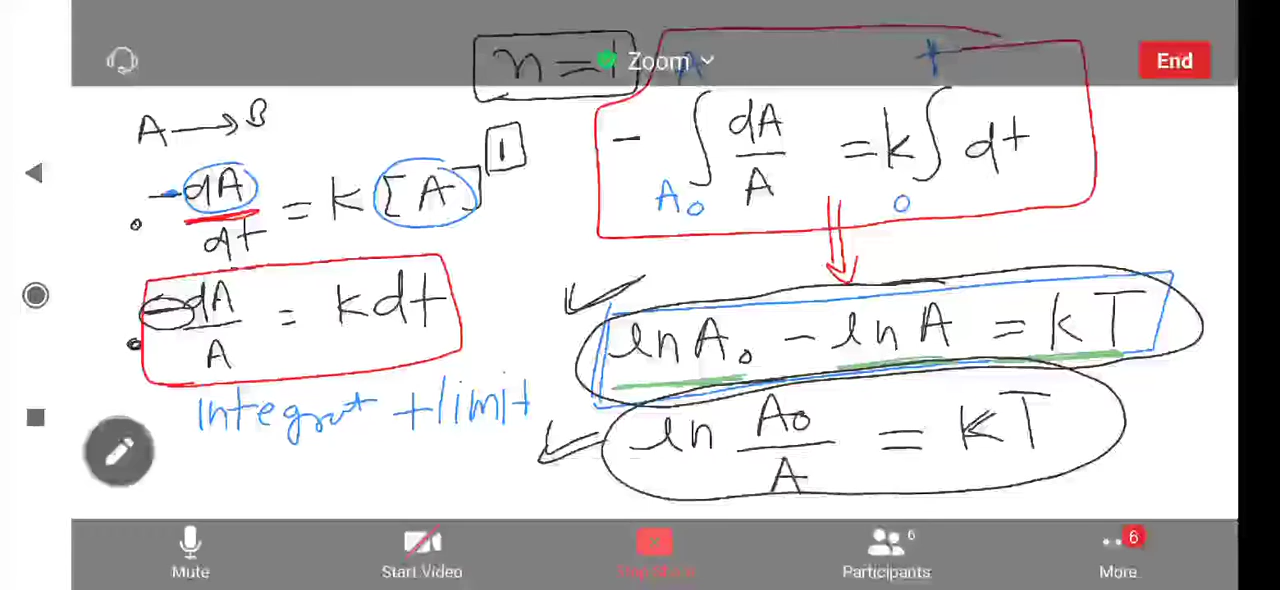 n = 1
Zoom
End
A → B
-dA/dt = k [A]^1
-dA/A = kdt
Integrat + limit
- ∫_{A₀}^{A} dA/A = k ∫_{0}^{t} dt
ln A₀ - ln A = kT
ln A₀/A = kT
Mute
Start Video
Participants
6
More
6